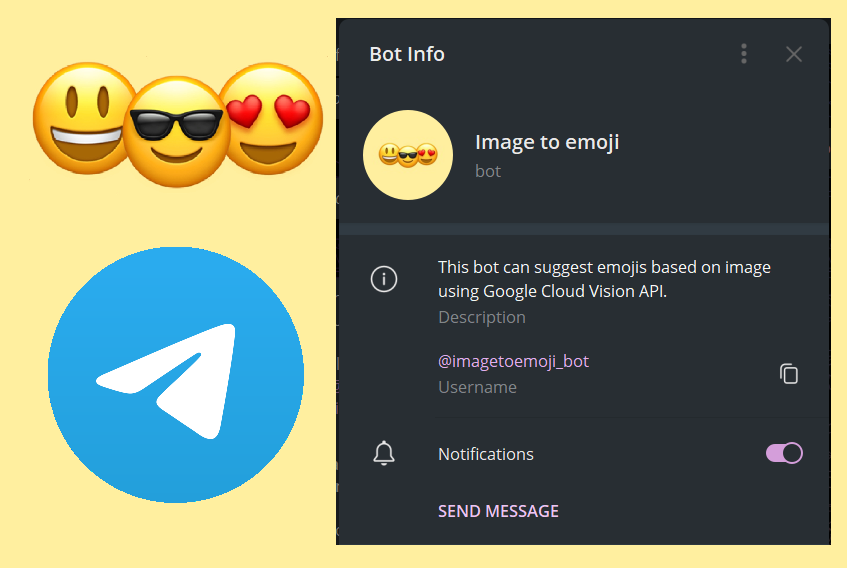 Bot Info
Image to emoji
bot
This bot can suggest emojis based on image
using Google Cloud Vision API.
Description
@imagetoemoji_bot
Username
Notifications
SEND MESSAGE